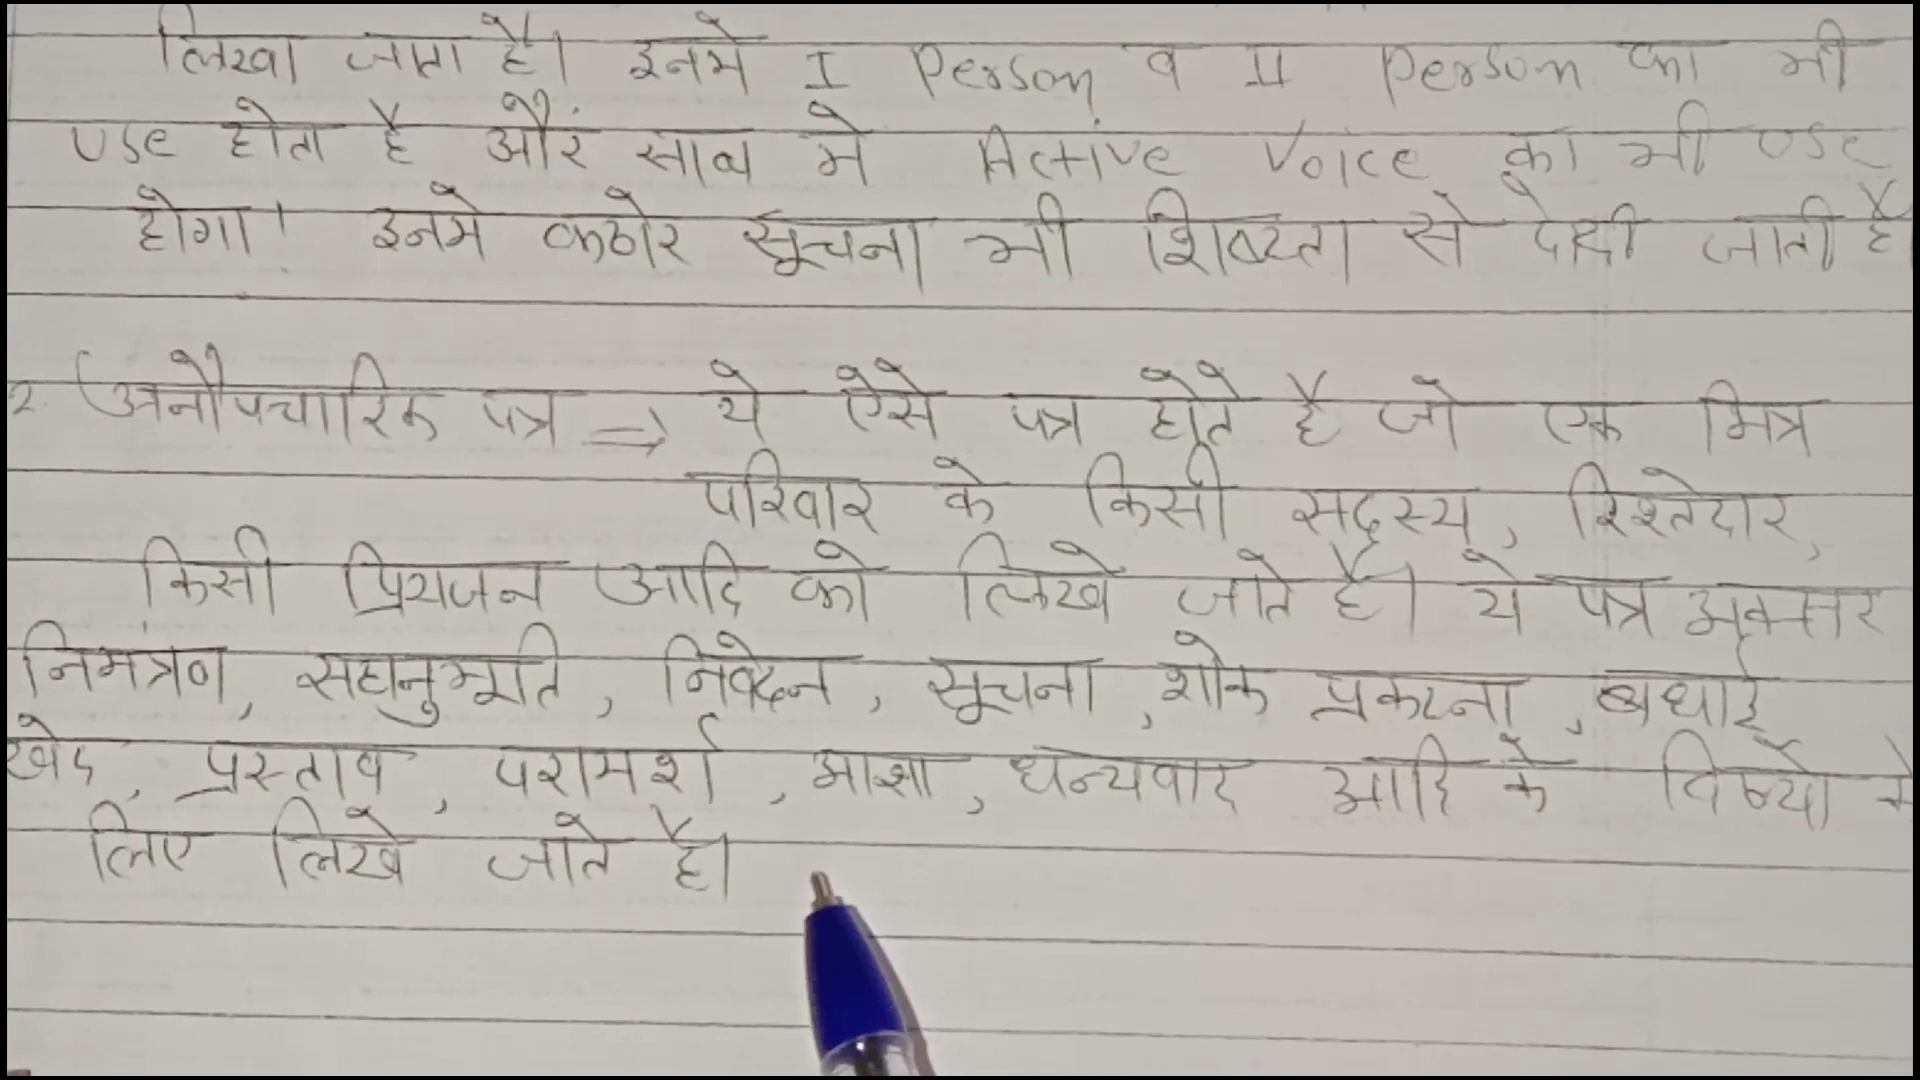 लिखा जाता है। इनमे I Person व II Person का भी
use होता है और साथ मे Active Voice का भी use
होगा। इनमे कठोर सूचना भी शिष्टता से देदी जाती है
2. अनौपचारिक पत्र ⇒ ये ऐसे पत्र होते है जो एक मित्र
परिवार के किसी सदस्य, रिश्तेदार,
किसी प्रियजन आदि को लिखे जाते है। ये पत्र अक्सर
निमंत्रण, सहानुभूति, निवेदन, सूचना, शोक प्रकटना, बधाई
खेद, प्रस्ताव, परामर्श, आज्ञा, धन्यवाद आदि के विषयो के
लिए लिखे जाते है।